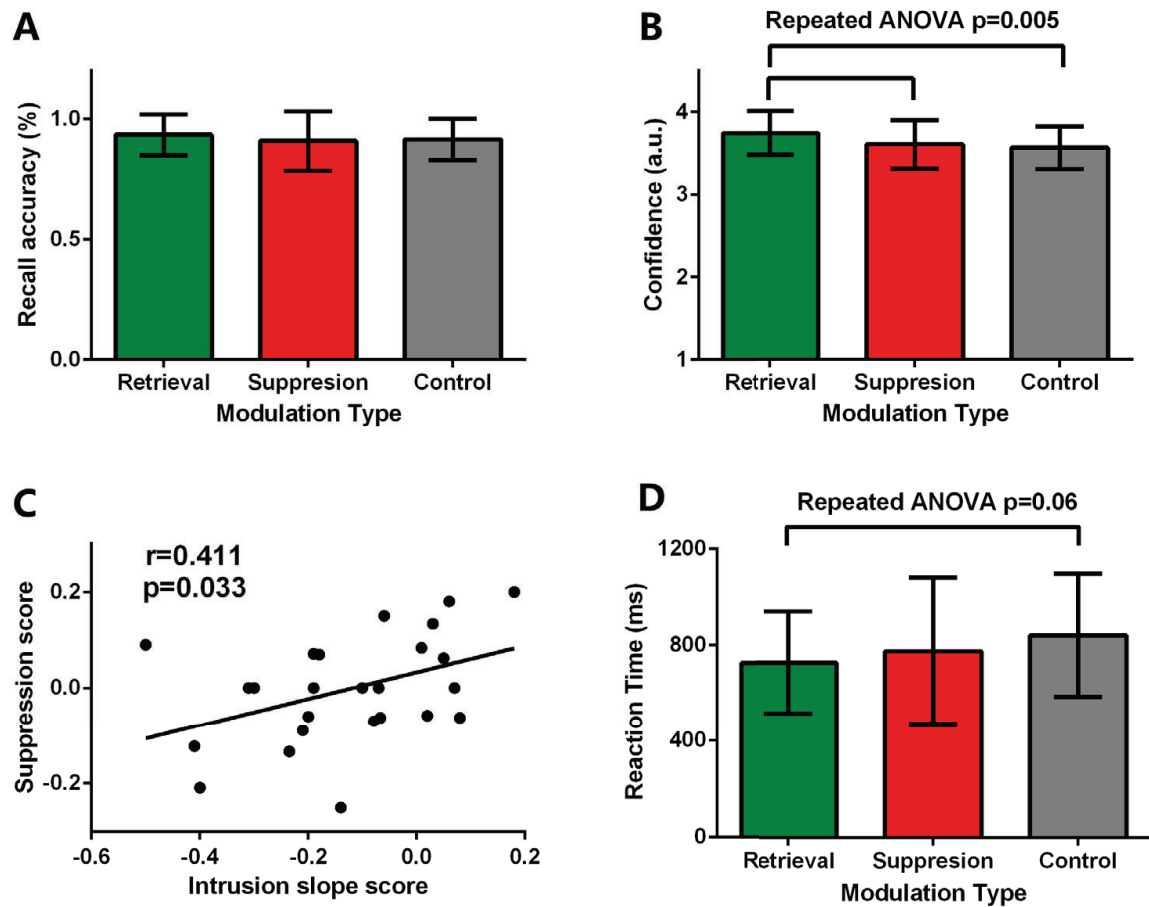 A
Recall accuracy (%)
1.0
0.5
0.0
Retrieval Suppresion Control
Modulation Type
B
Repeated ANOVA p=0.005
Confidence (a.u.)
4
3
2
1
Retrieval Suppresion Control
Modulation Type
C
r=0.411
p=0.033
Suppression score
0.2
0.0
-0.2
-0.6 -0.4 -0.2 0.0 0.2
Intrusion slope score
D
Repeated ANOVA p=0.06
Reaction Time (ms)
1200
800
400
0
Retrieval Suppresion Control
Modulation Type